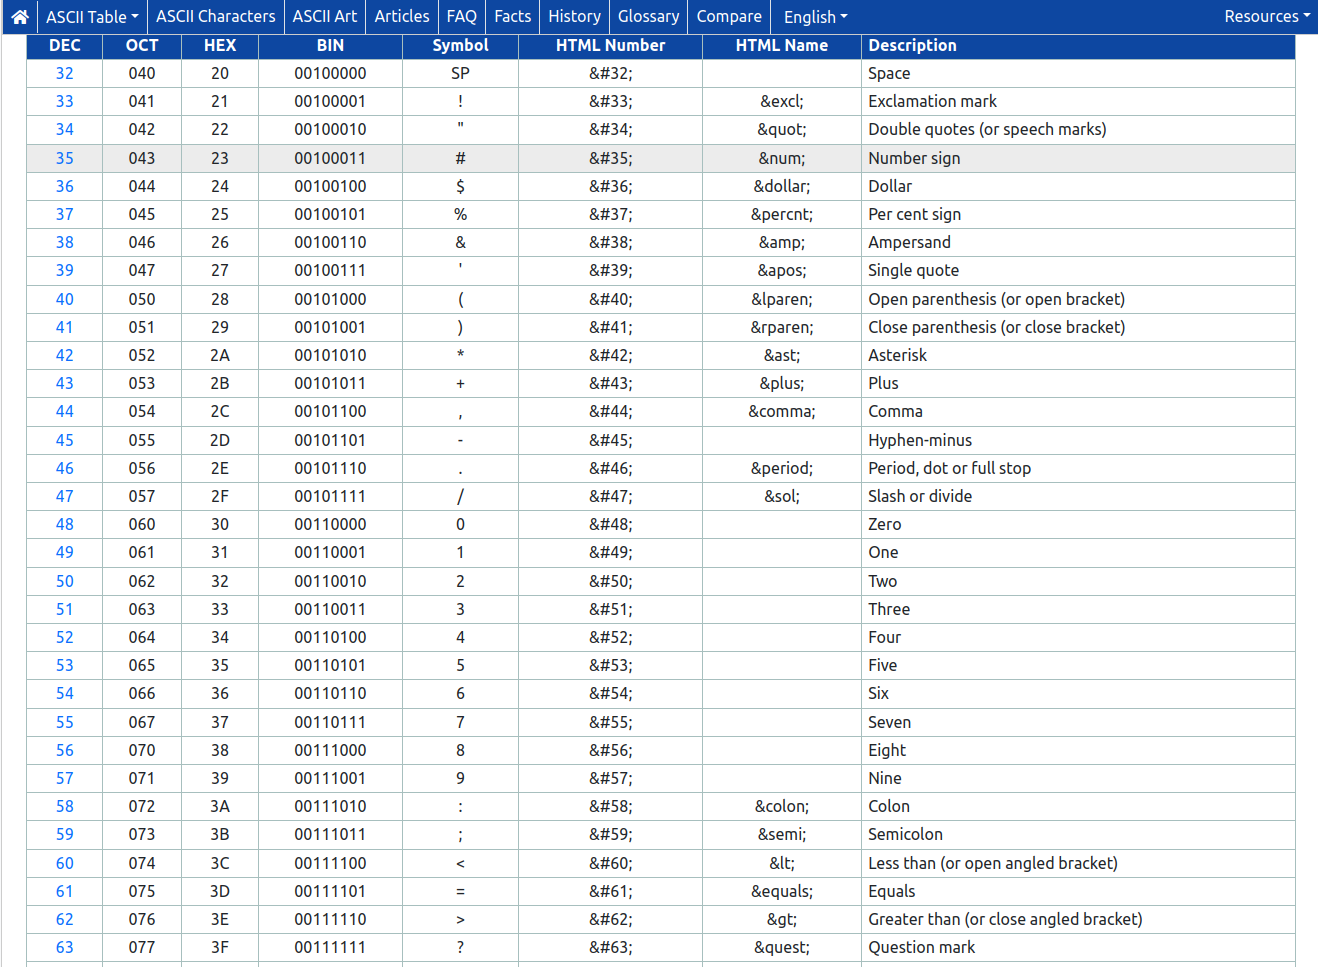 ASCII Table ASCII Characters ASCII Art Articles FAQ Facts History Glossary Compare English Resources
DEC OCT HEX BIN Symbol HTML Number HTML Name Description
32 040 20 00100000 SP &#32; Space
33 041 21 00100001 ! &#33; &excl; Exclamation mark
34 042 22 00100010 " &#34; &quot; Double quotes (or speech marks)
35 043 23 00100011 # &#35; &num; Number sign
36 044 24 00100100 $ &#36; &dollar; Dollar
37 045 25 00100101 % &#37; &percnt; Per cent sign
38 046 26 00100110 & &#38; &amp; Ampersand
39 047 27 00100111 ' &#39; &apos; Single quote
40 050 28 00101000 ( &#40; &lparen; Open parenthesis (or open bracket)
41 051 29 00101001 ) &#41; &rparen; Close parenthesis (or close bracket)
42 052 2A 00101010 * &#42; &ast; Asterisk
43 053 2B 00101011 + &#43; &plus; Plus
44 054 2C 00101100 , &#44; &comma; Comma
45 055 2D 00101101 - &#45; Hyphen-minus
46 056 2E 00101110 . &#46; &period; Period, dot or full stop
47 057 2F 00101111 / &#47; &sol; Slash or divide
48 060 30 00110000 0 &#48; Zero
49 061 31 00110001 1 &#49; One
50 062 32 00110010 2 &#50; Two
51 063 33 00110011 3 &#51; Three
52 064 34 00110100 4 &#52; Four
53 065 35 00110101 5 &#53; Five
54 066 36 00110110 6 &#54; Six
55 067 37 00110111 7 &#55; Seven
56 070 38 00111000 8 &#56; Eight
57 071 39 00111001 9 &#57; Nine
58 072 3A 00111010 : &#58; &colon; Colon
59 073 3B 00111011 ; &#59; &semi; Semicolon
60 074 3C 00111100 < &#60; &lt; Less than (or open angled bracket)
61 075 3D 00111101 = &#61; &equals; Equals
62 076 3E 00111110 > &#62; &gt; Greater than (or close angled bracket)
63 077 3F 00111111 ? &#63; &quest; Question mark